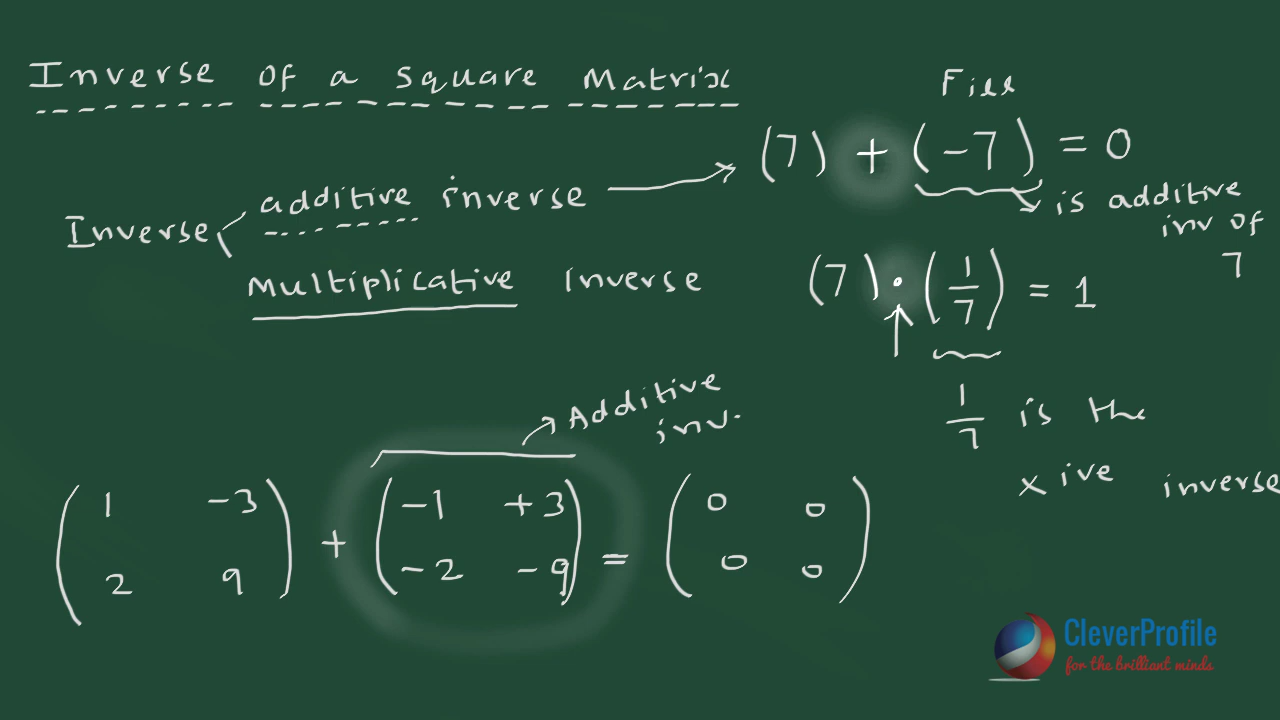 Inverse of a square Matrix
Fill
(7) + (-7) = 0
is additive
inv of
7
Inverse
additive inverse
Multiplicative inverse
(7) • (1/7) = 1
1/7 is the
x ive inverse
Additive
inv.
( 1 -3 ) + ( -1 +3 ) = ( 0 0 )
( 2 9 ) ( -2 -9 ) ( 0 0 )
CleverProfile
for the brilliant minds